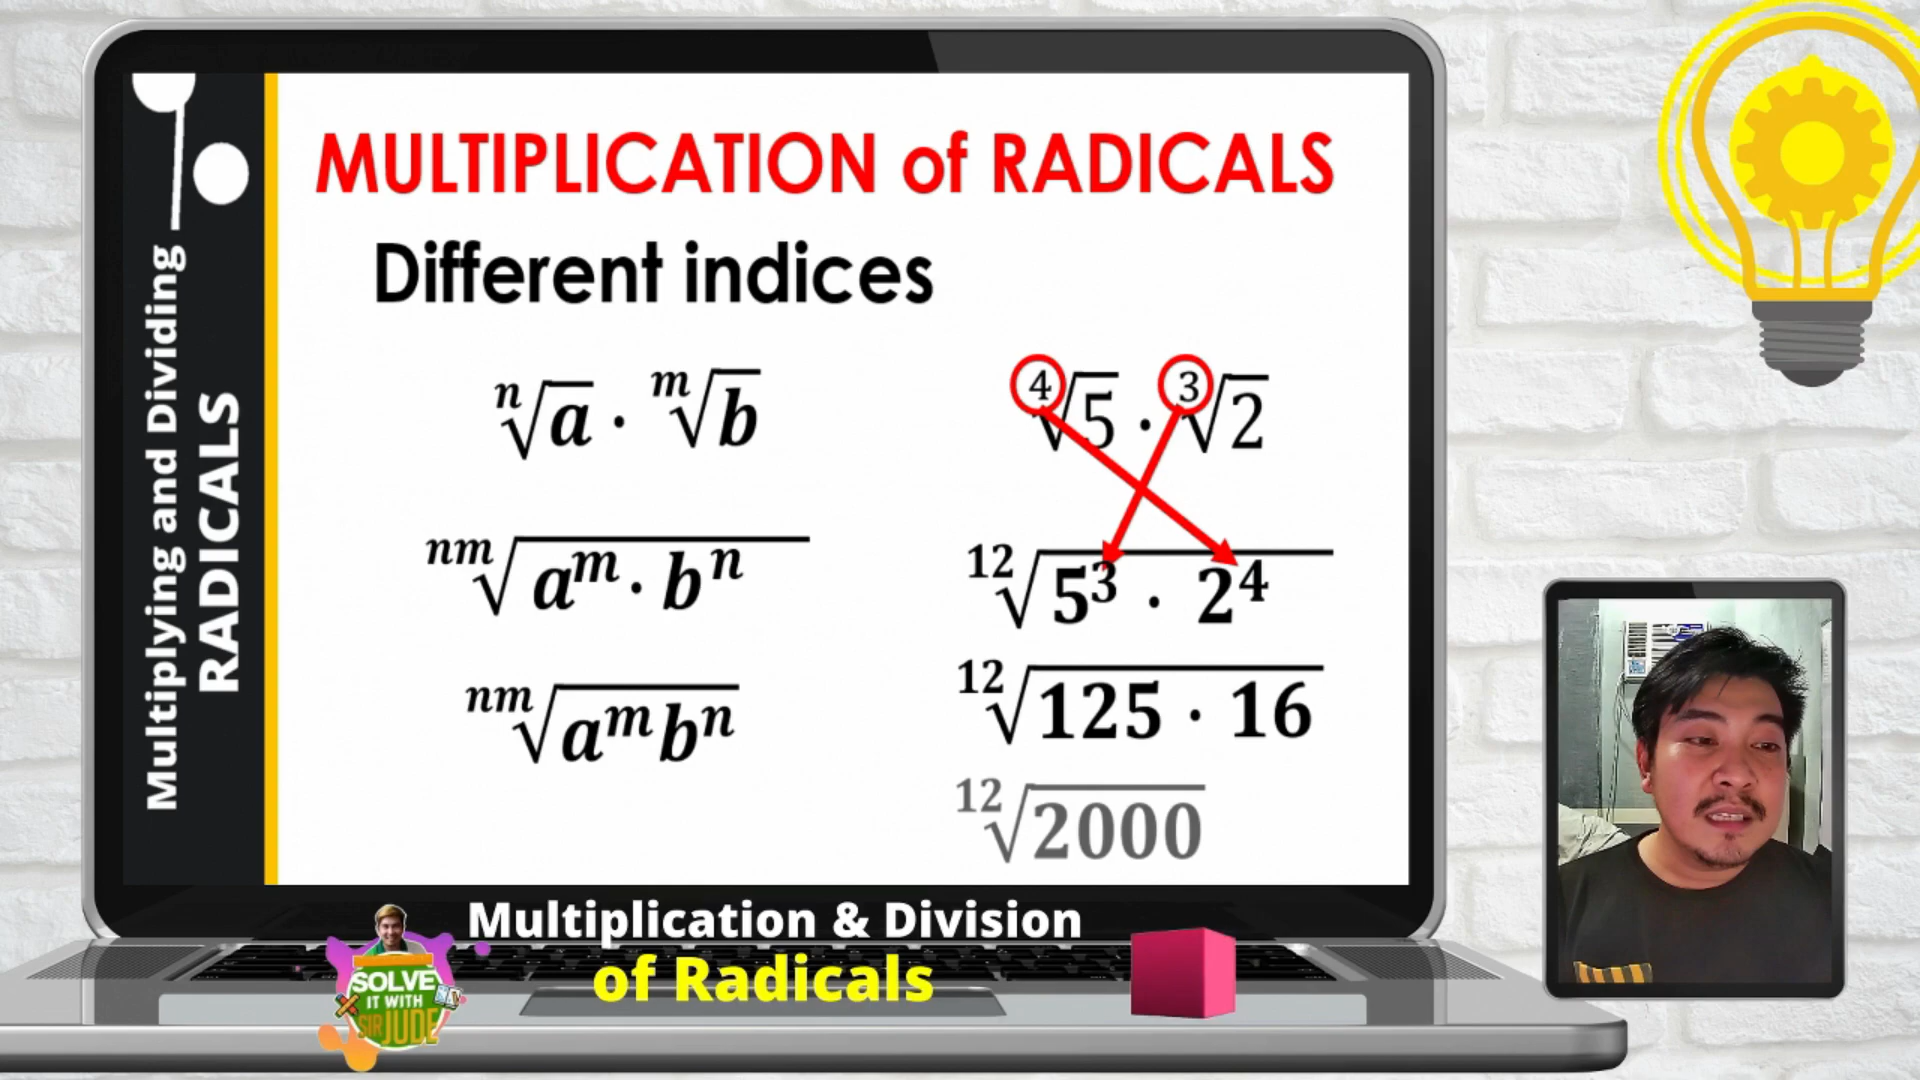 Multiplying and Dividing
RADICALS
MULTIPLICATION of RADICALS
Different indices
ⁿ√a · ᵐ√b
ⁿᵐ√(aᵐ · bⁿ)
ⁿᵐ√(aᵐbⁿ)
⁴√5 · ³√2
¹²√(5³ · 2⁴)
¹²√(125 · 16)
¹²√2000
Multiplication & Division
of Radicals
SOLVE
IT WITH
SIR JUDE